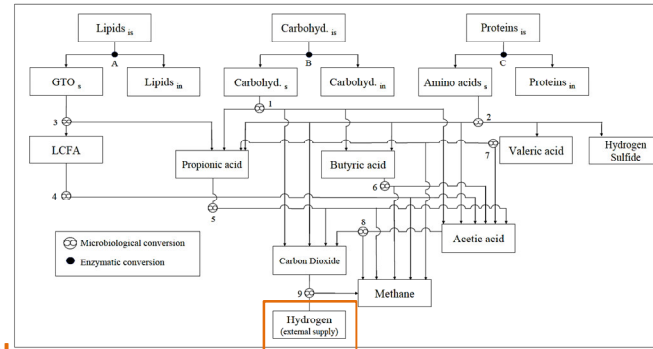 Lipids is
Carbohyd. is
Proteins is
A
B
C
GTO s
Lipids in
Carbohyd. s
Carbohyd. in
Amino acids s
Proteins in
1
2
3
LCFA
Propionic acid
Butyric acid
7
Valeric acid
Hydrogen
Sulfide
4
5
6
Microbiological conversion
Enzymatic conversion
8
Acetic acid
Carbon Dioxide
9
Methane
Hydrogen
(external supply)